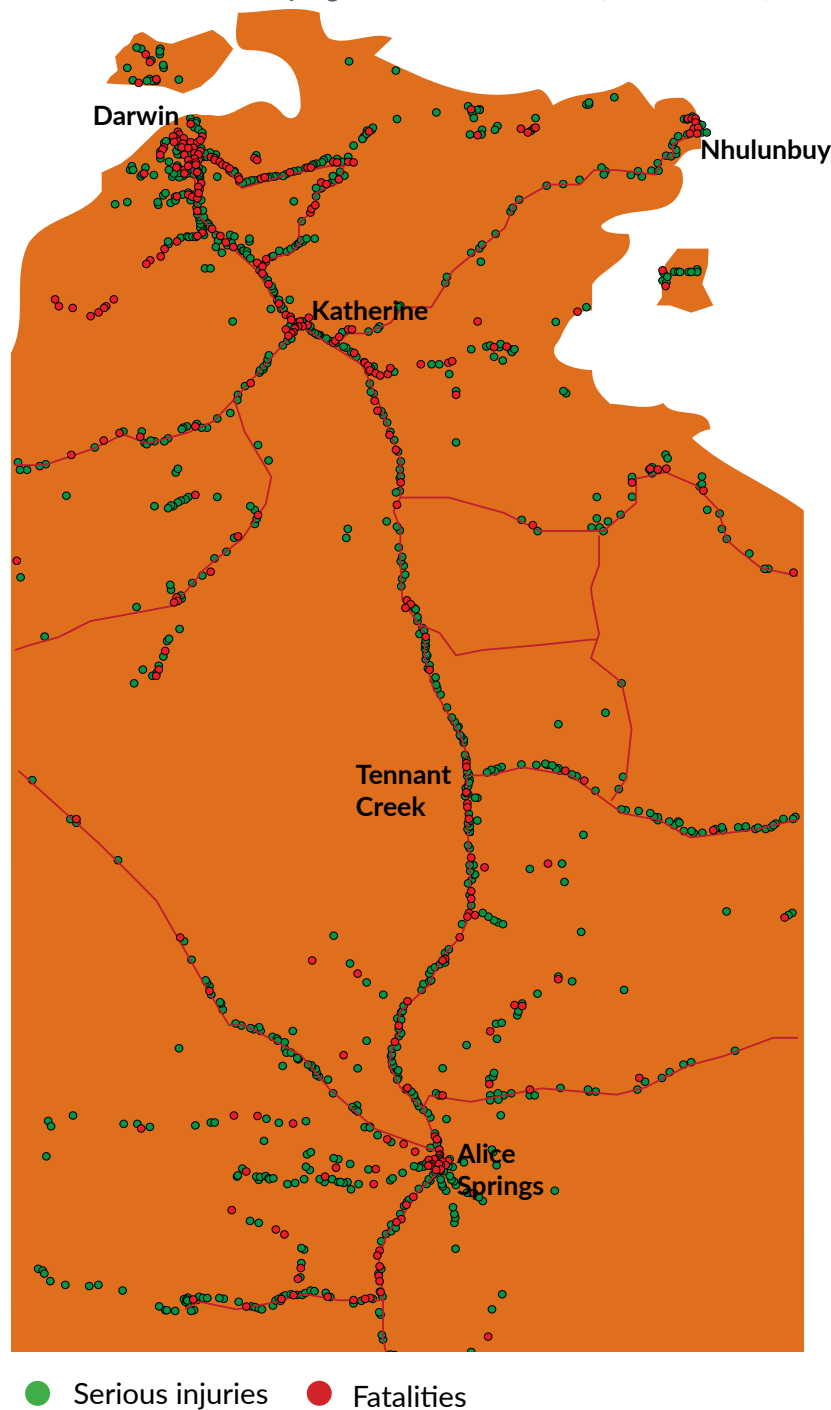 Darwin
Nhulunbuy
Katherine
Tennant
Creek
Alice
Springs
Serious injuries
Fatalities